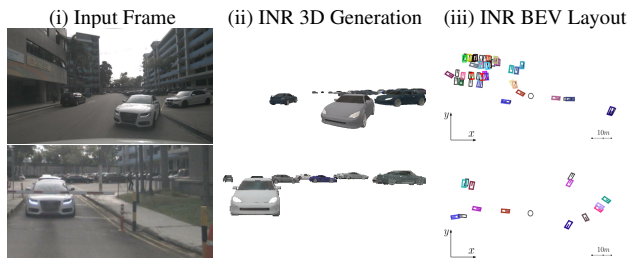 (i) Input Frame (ii) INR 3D Generation (iii) INR BEV Layout
y
x
10m
y
x
10m